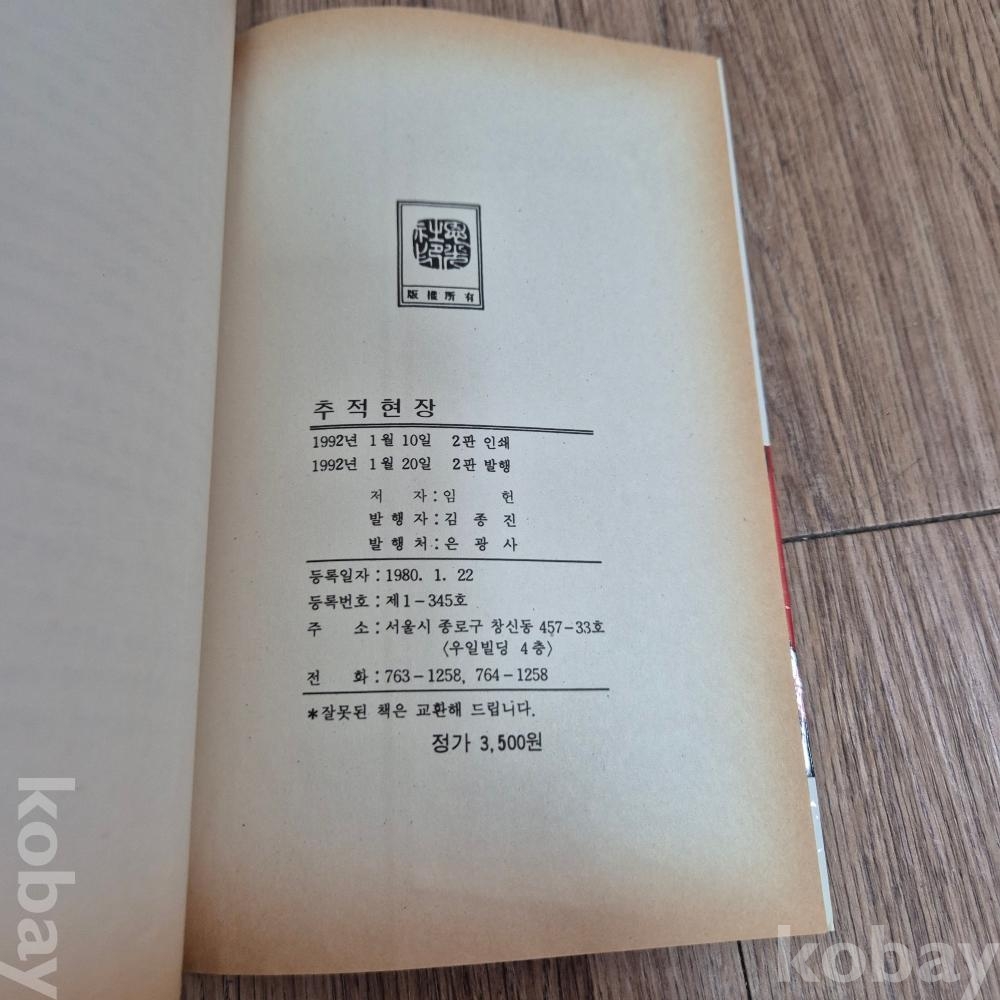 版權所有
추적현장
1992년 1월 10일 2판 인쇄
1992년 1월 20일 2판 발행
저 자 : 임 헌
발행자 : 김종진
발행처 : 은광사
등록일자 : 1980. 1. 22
등록번호 : 제1-345호
주 소 : 서울시 종로구 창신동 457-33호
〈우일빌딩 4층〉
전 화 : 763-1258, 764-1258
*잘못된 책은 교환해 드립니다.
정가 3,500원
kobay
kobay